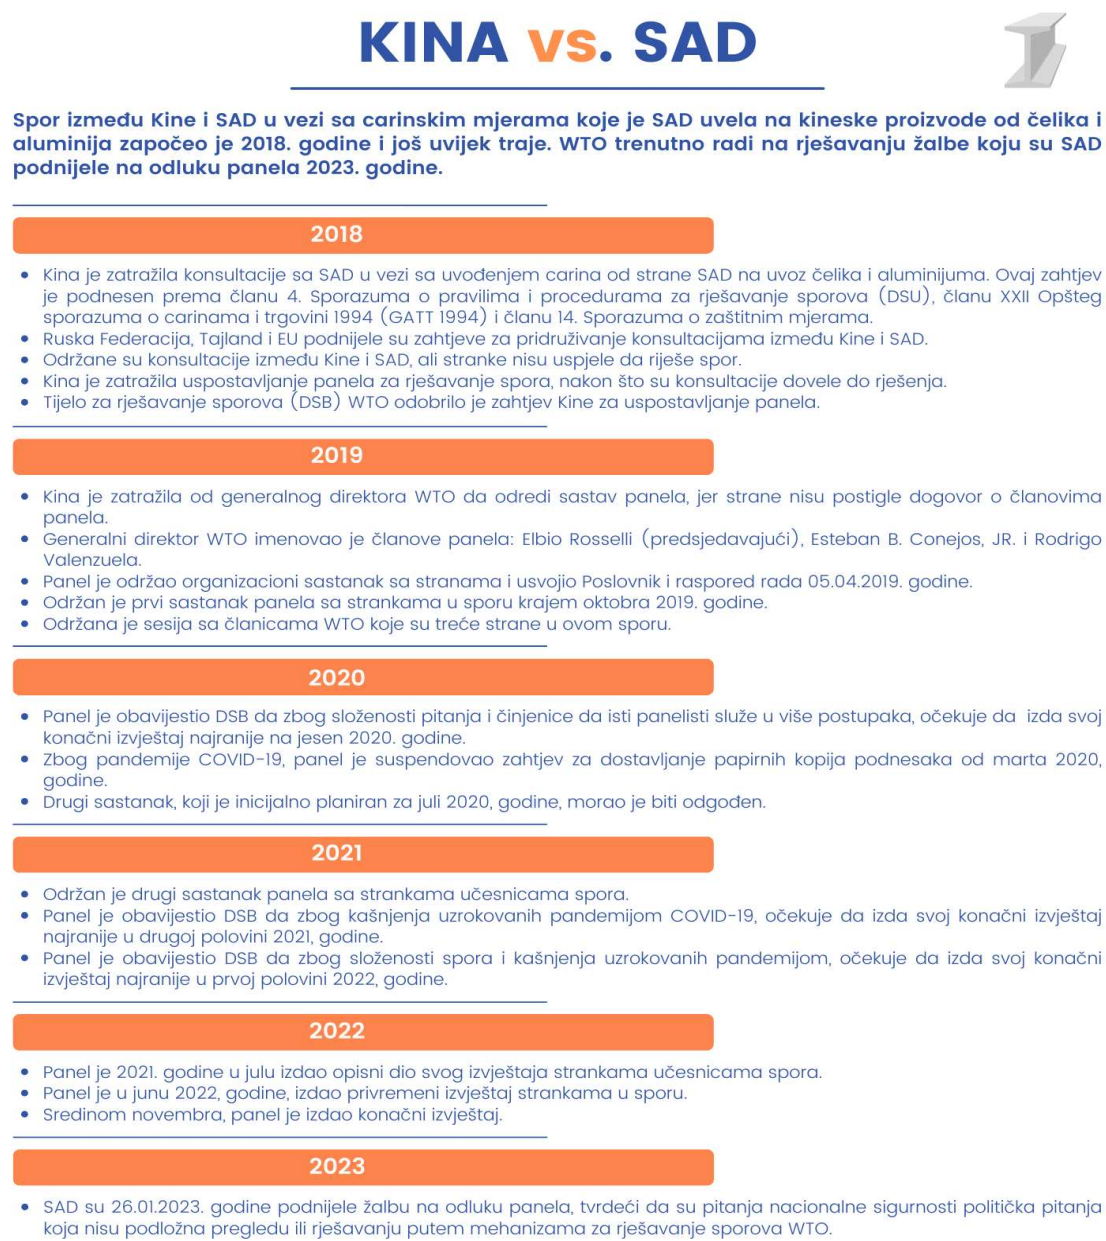 KINA vs. SAD
Spor između Kine i SAD u vezi sa carinskim mjerama koje je SAD uvela na kineske proizvode od čelika i
aluminija započeo je 2018. godine i još uvijek traje. WTO trenutno radi na rješavanju žalbe koju su SAD
podnijele na odluku panela 2023. godine.
2018
• Kina je zatražila konsultacije sa SAD u vezi sa uvođenjem carina od strane SAD na uvoz čelika i aluminijuma. Ovaj zahtjev
je podnesen prema članu 4. Sporazuma o pravilima i procedurama za rješavanje sporova (DSU), članu XXII Opšteg
sporazuma o carinama i trgovini 1994 (GATT 1994) i članu 14. Sporazuma o zaštitnim mjerama.
• Ruska Federacija, Tajland i EU podnijele su zahtjeve za pridruživanje konsultacijama između Kine i SAD.
• Održane su konsultacije između Kine i SAD, ali stranke nisu uspjele da riješe spor.
• Kina je zatražila uspostavljanje panela za rješavanje spora, nakon što su konsultacije dovele do rješenja.
• Tijelo za rješavanje sporova (DSB) WTO odobrilo je zahtjev Kine za uspostavljanje panela.
2019
• Kina je zatražila od generalnog direktora WTO da odredi sastav panela, jer strane nisu postigle dogovor o članovima
panela.
• Generalni direktor WTO imenovao je članove panela: Elbio Rosselli (predsjedavajući), Esteban B. Conejos, JR. i Rodrigo
Valenzuela.
• Panel je održao organizacioni sastanak sa stranama i usvojio Poslovnik i raspored rada 05.04.2019. godine.
• Održan je prvi sastanak panela sa strankama u sporu krajem oktobra 2019. godine.
• Održana je sesija sa članicama WTO koje su treće strane u ovom sporu.
2020
• Panel je obavijestio DSB da zbog složenosti pitanja i činjenice da isti panelisti služe u više postupaka, očekuje da izda svoj
konačni izvještaj najranije na jesen 2020. godine.
• Zbog pandemije COVID-19, panel je suspendovao zahtjev za dostavljanje papirnih kopija podnesaka od marta 2020,
godine.
• Drugi sastanak, koji je inicijalno planiran za juli 2020, godine, morao je biti odgođen.
2021
• Održan je drugi sastanak panela sa strankama učesnicama spora.
• Panel je obavijestio DSB da zbog kašnjenja uzrokovanih pandemijom COVID-19, očekuje da izda svoj konačni izvještaj
najranije u drugoj polovini 2021, godine.
• Panel je obavijestio DSB da zbog složenosti spora i kašnjenja uzrokovanih pandemijom, očekuje da izda svoj konačni
izvještaj najranije u prvoj polovini 2022, godine.
2022
• Panel je 2021. godine u julu izdao opisni dio svog izvještaja strankama učesnicama spora.
• Panel je u junu 2022, godine, izdao privremeni izvještaj strankama u sporu.
• Sredinom novembra, panel je izdao konačni izvještaj.
2023
• SAD su 26.01.2023. godine podnijele žalbu na odluku panela, tvrdeći da su pitanja nacionalne sigurnosti politička pitanja
koja nisu podložna pregledu ili rješavanju putem mehanizama za rješavanje sporova WTO.